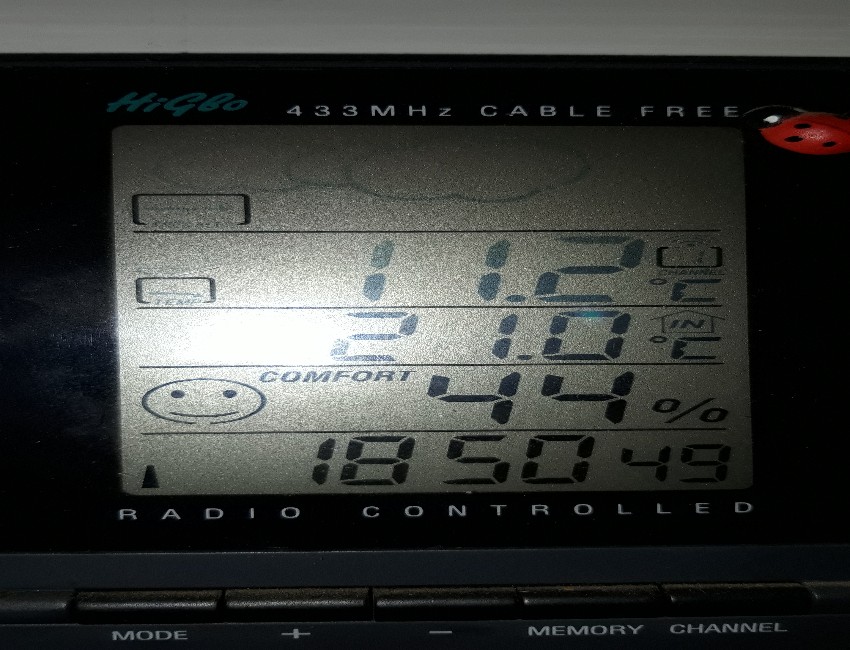 HiGbo 433MHz CABLE FREE
11.2 °C
CHANNEL
TEMP
21.0 °C
IN
COMFORT 44 %
18 50 49
RADIO CONTROLLED
MODE + − MEMORY CHANNEL